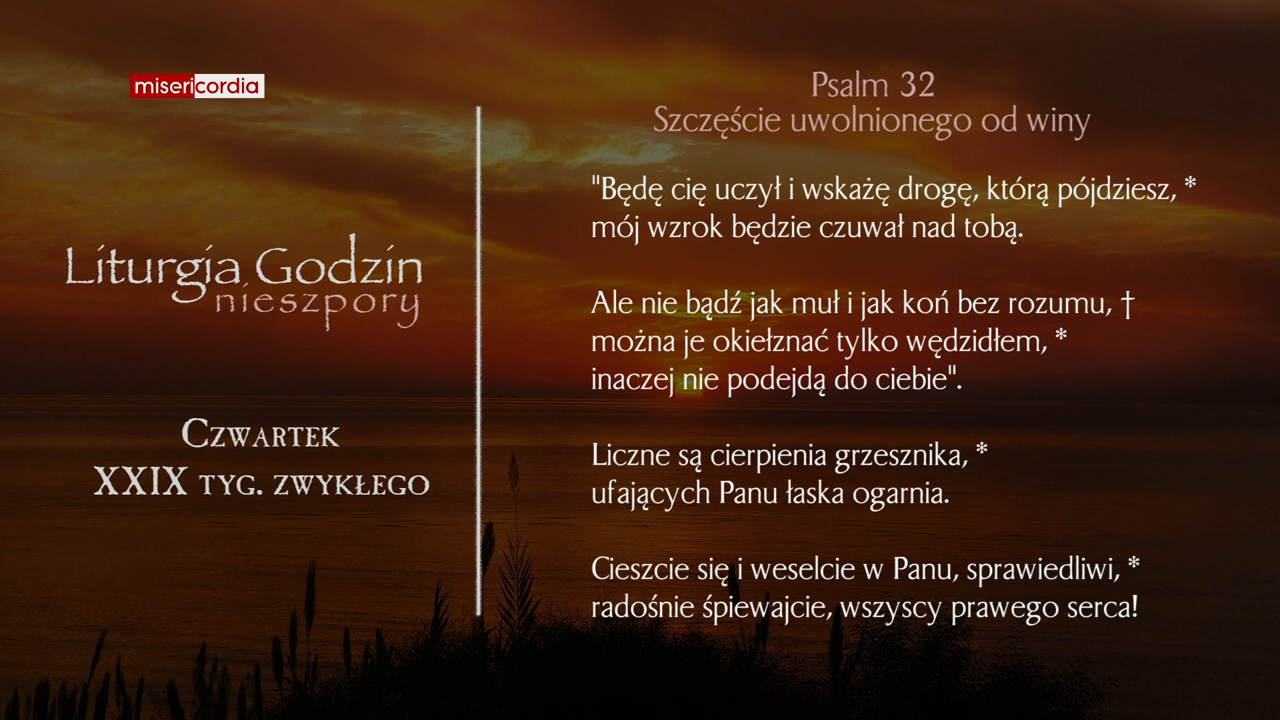 misericordia
Liturgia Godzin
nieszpory
Czwartek
XXIX tyg. zwykłego
Psalm 32
Szczęście uwolnionego od winy
"Będę cię uczył i wskażę drogę, którą pójdziesz, *
mój wzrok będzie czuwał nad tobą.
Ale nie bądź jak muł i jak koń bez rozumu, †
można je okiełznać tylko wędzidłem, *
inaczej nie podejdą do ciebie".
Liczne są cierpienia grzesznika, *
ufających Panu łaska ogarnia.
Cieszcie się i weselcie w Panu, sprawiedliwi, *
radośnie śpiewajcie, wszyscy prawego serca!